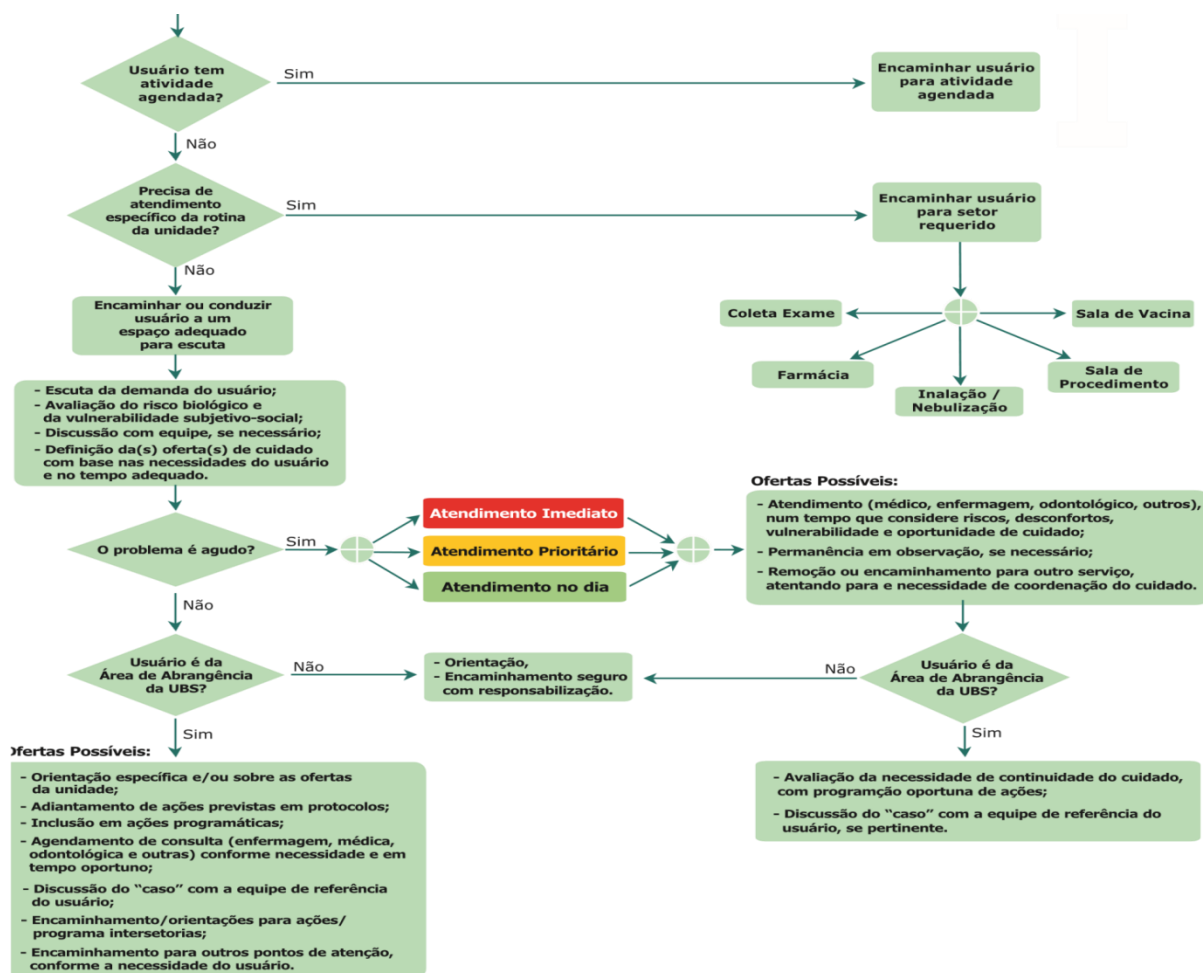 Usuário tem
atividade
agendada?
Sim
Encaminhar usuário
para atividade
agendada
Não
Precisa de
atendimento
específico da rotina
da unidade?
Sim
Encaminhar usuário
para setor
requerido
Não
Encaminhar ou conduzir
usuário a um
espaço adequado
para escuta
Coleta Exame
Sala de Vacina
Farmácia
Sala de
Procedimento
Inalação /
Nebulização
- Escuta da demanda do usuário;
- Avaliação do risco biológico e
da vulnerabilidade subjetivo-social;
- Discussão com equipe, se necessário;
- Definição da(s) oferta(s) de cuidado
com base nas necessidades do usuário
e no tempo adequado.
O problema é agudo?
Sim
Atendimento Imediato
Atendimento Prioritário
Atendimento no dia
Ofertas Possíveis:
- Atendimento (médico, enfermagem, odontológico, outros),
num tempo que considere riscos, desconfortos,
vulnerabilidade e oportunidade de cuidado;
- Permanência em observação, se necessário;
- Remoção ou encaminhamento para outro serviço,
atentando para e necessidade de coordenação do cuidado.
Não
Usuário é da
Área de Abrangência
da UBS?
Não
- Orientação,
- Encaminhamento seguro
com responsabilização.
Não
Usuário é da
Área de Abrangência
da UBS?
Sim
Sim
Ofertas Possíveis:
- Orientação específica e/ou sobre as ofertas
da unidade;
- Adiantamento de ações previstas em protocolos;
- Inclusão em ações programáticas;
- Agendamento de consulta (enfermagem, médica,
odontológica e outras) conforme necessidade e em
tempo oportuno;
- Discussão do “caso” com a equipe de referência
do usuário;
- Encaminhamento/orientações para ações/
programa intersetorias;
- Encaminhamento para outros pontos de atenção,
conforme a necessidade do usuário.
- Avaliação da necessidade de continuidade do cuidado,
com programção oportuna de ações;
- Discussão do “caso” com a equipe de referência do
usuário, se pertinente.